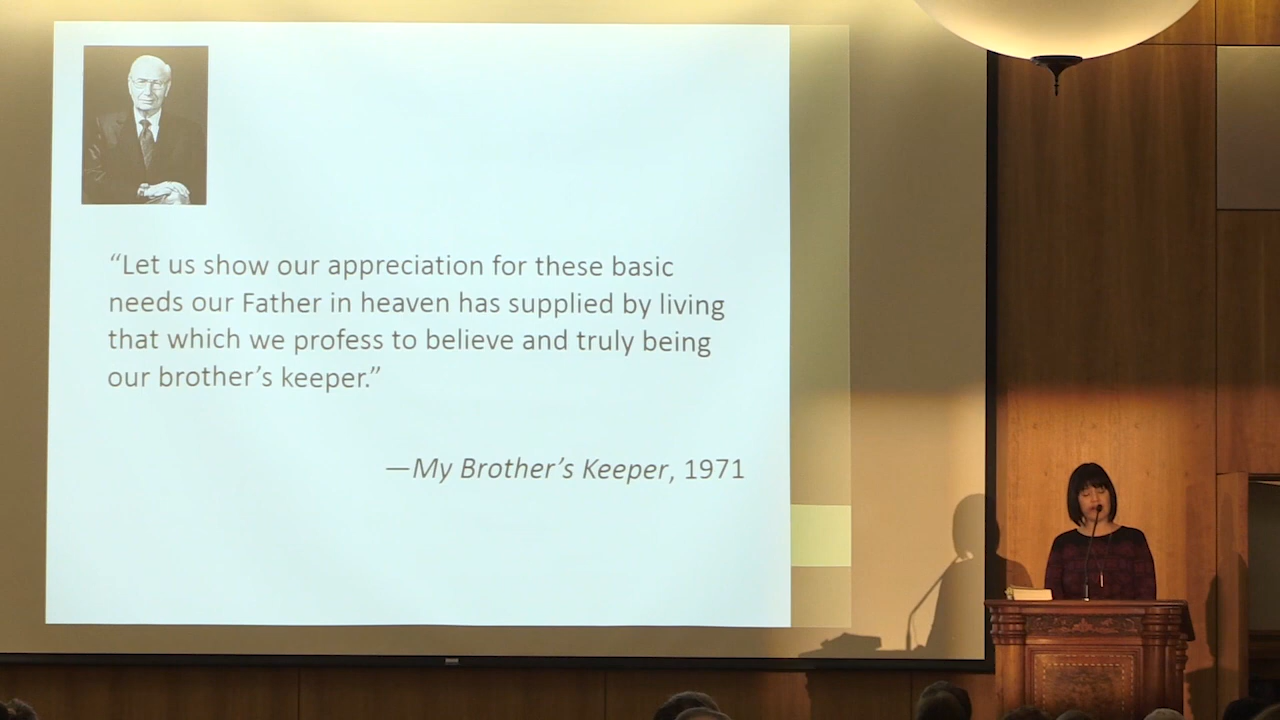 “Let us show our appreciation for these basic
needs our Father in heaven has supplied by living
that which we profess to believe and truly being
our brother’s keeper.”
—My Brother’s Keeper, 1971